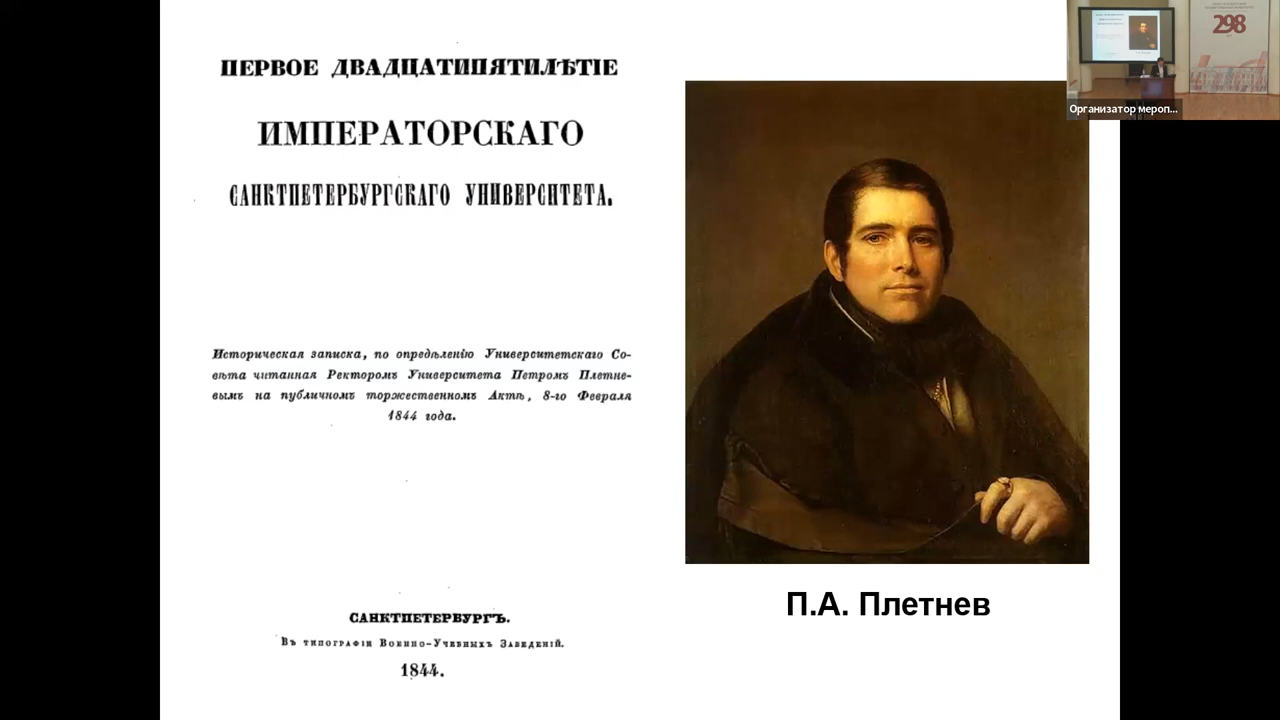 ПЕРВОЕ ДВАДЦАТИПЯТИЛѢТІЕ
ИМПЕРАТОРСКАГО
САНКТПЕТЕРБУРГСКАГО УНИВЕРСИТЕТА.
Историческая записка, по опредѣленію Университетскаго Со-
вѣта читанная Ректоромъ Университета Петромъ Плетне-
вымъ на публичномъ торжественномъ Актѣ, 8-го Февраля
1844 года.
САНКТПЕТЕРБУРГЪ.
Въ типографіи Военно-Учебныхъ Заведеній.
1844.
П.А. Плетнев
298
Организатор мероп...